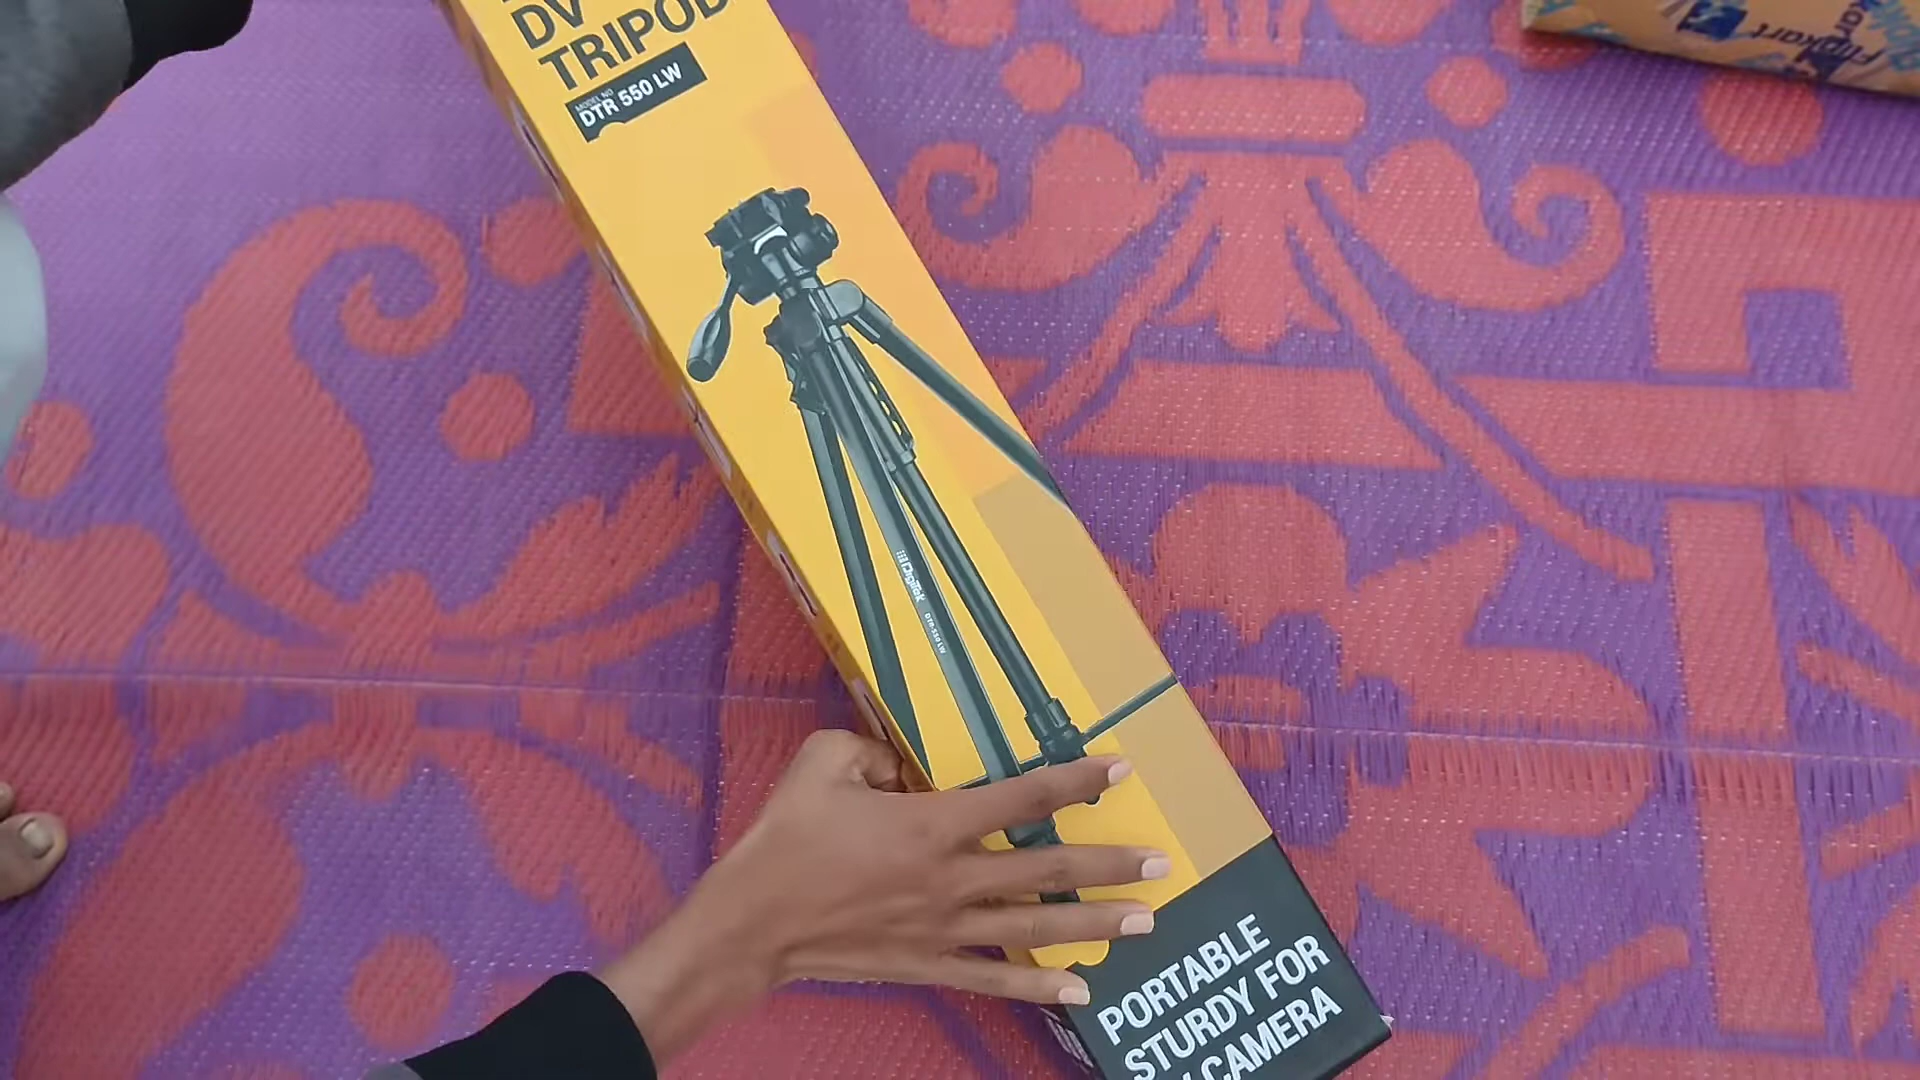 DV
TRIPOD
MODEL NO
DTR 550 LW
DigiTek
DTR-550 LW
PORTABLE
STURDY FOR
CAMERA
Flipkart